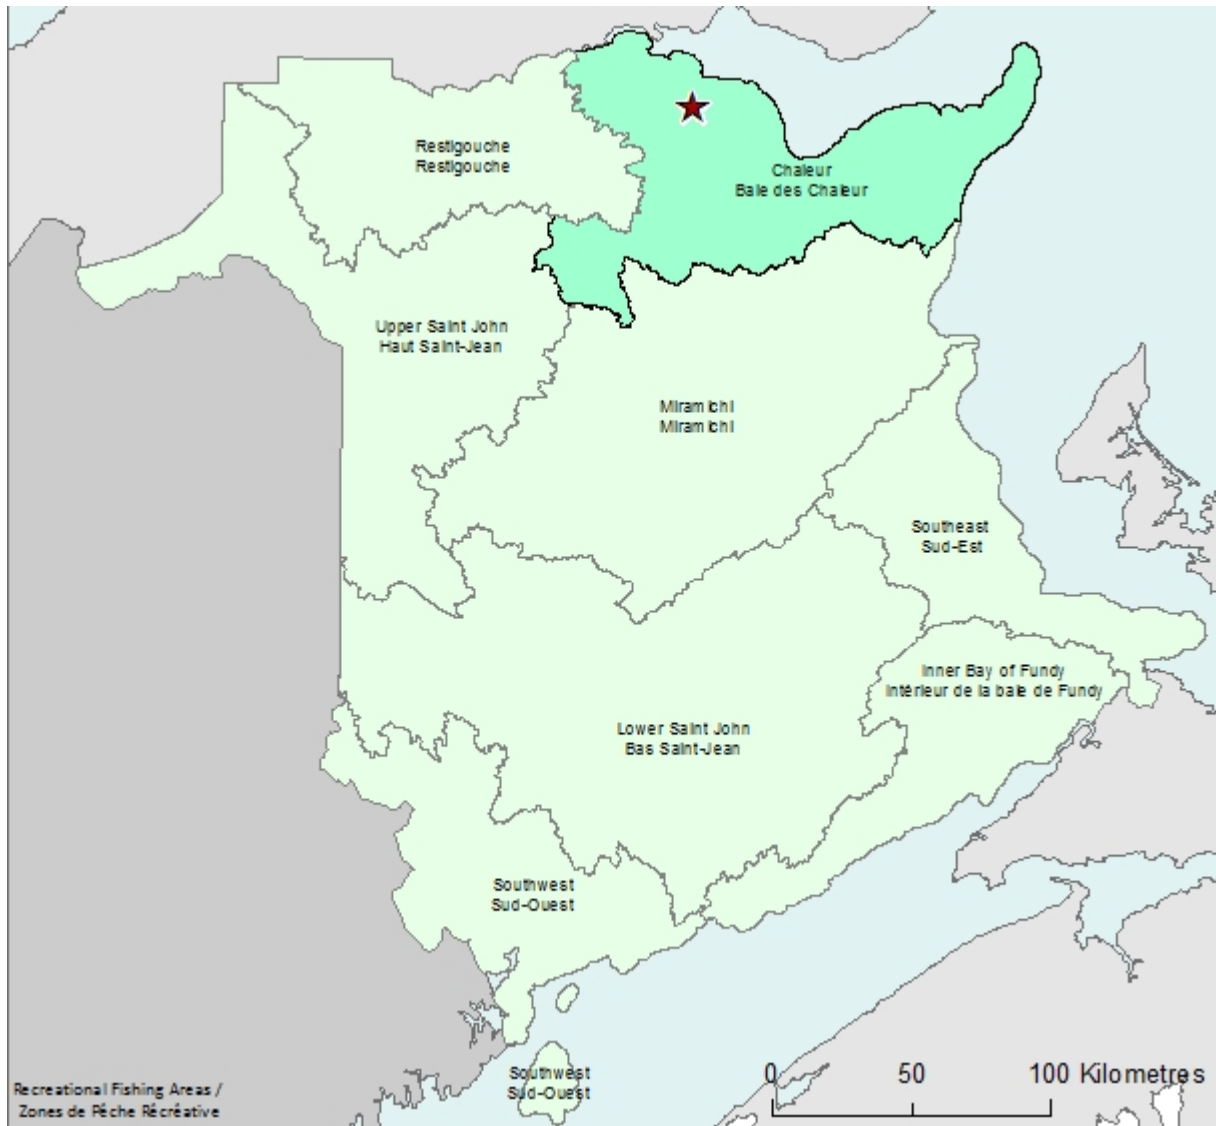 Restigouche
Restigouche
Chaleur
Baie des Chaleur
Upper Saint John
Haut Saint-Jean
Miramichi
Miramichi
Southeast
Sud-Est
Inner Bay of Fundy
Intérieur de la baie de Fundy
Lower Saint John
Bas Saint-Jean
Southwest
Sud-Ouest
Southwest
Sud-Ouest
0 50 100 Kilometres
Recreational Fishing Areas /
Zones de Pêche Récréative